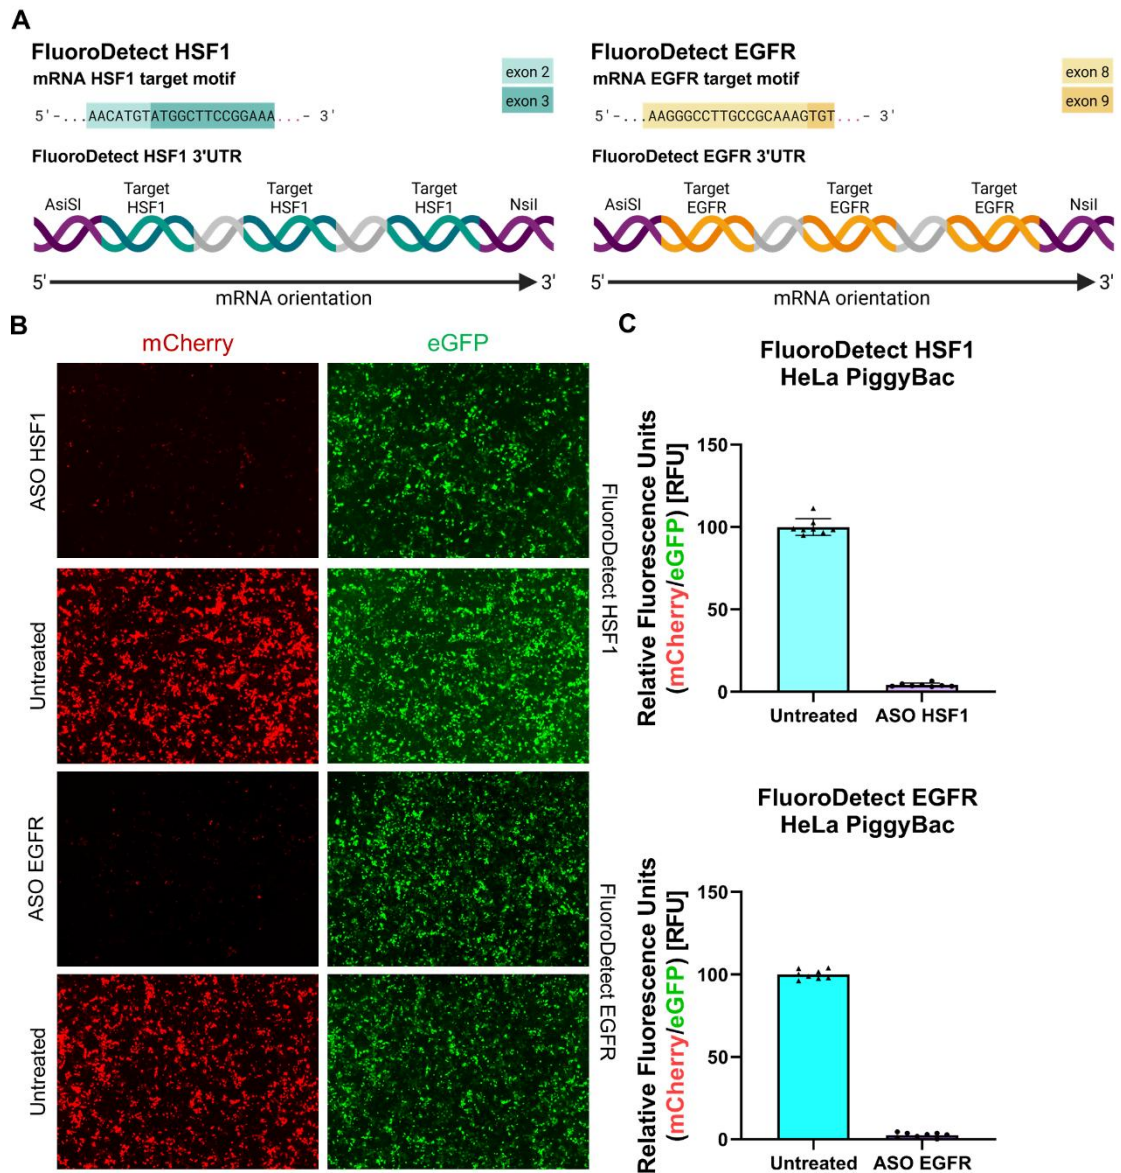 A
FluoroDetect HSF1
mRNA HSF1 target motif
exon 2
exon 3
5'-...AACATGTATGGCTTCCGGAAA...- 3'
FluoroDetect HSF1 3'UTR
AsiSI
Target HSF1
Target HSF1
Target HSF1
NsiI
5'
3'
mRNA orientation
FluoroDetect EGFR
mRNA EGFR target motif
exon 8
exon 9
5'-...AAGGGCCTTGCCGCAAAGTGT...- 3'
FluoroDetect EGFR 3'UTR
AsiSI
Target EGFR
Target EGFR
Target EGFR
NsiI
5'
3'
mRNA orientation
B
mCherry
eGFP
ASO HSF1
Untreated
FluoroDetect HSF1
ASO EGFR
Untreated
FluoroDetect EGFR
C
FluoroDetect HSF1
HeLa PiggyBac
Relative Fluorescence Units
(mCherry/eGFP) [RFU]
150
100
50
0
Untreated
ASO HSF1
FluoroDetect EGFR
HeLa PiggyBac
Relative Fluorescence Units
(mCherry/eGFP) [RFU]
150
100
50
0
Untreated
ASO EGFR